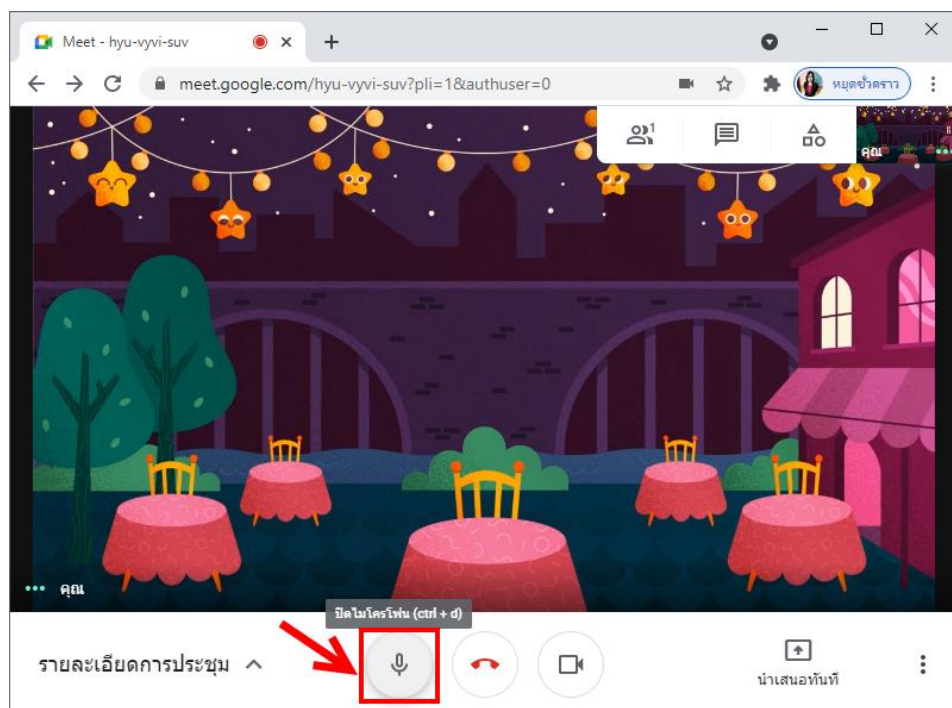 Meet - hyu-vyvi-suv
meet.google.com/hyu-vyvi-suv?pli=1&authuser=0
หยุดชั่วคราว
1
คุณ
คุณ
ปิดไมโครโฟน (ctrl + d)
รายละเอียดการประชุม
นำเสนอทันที